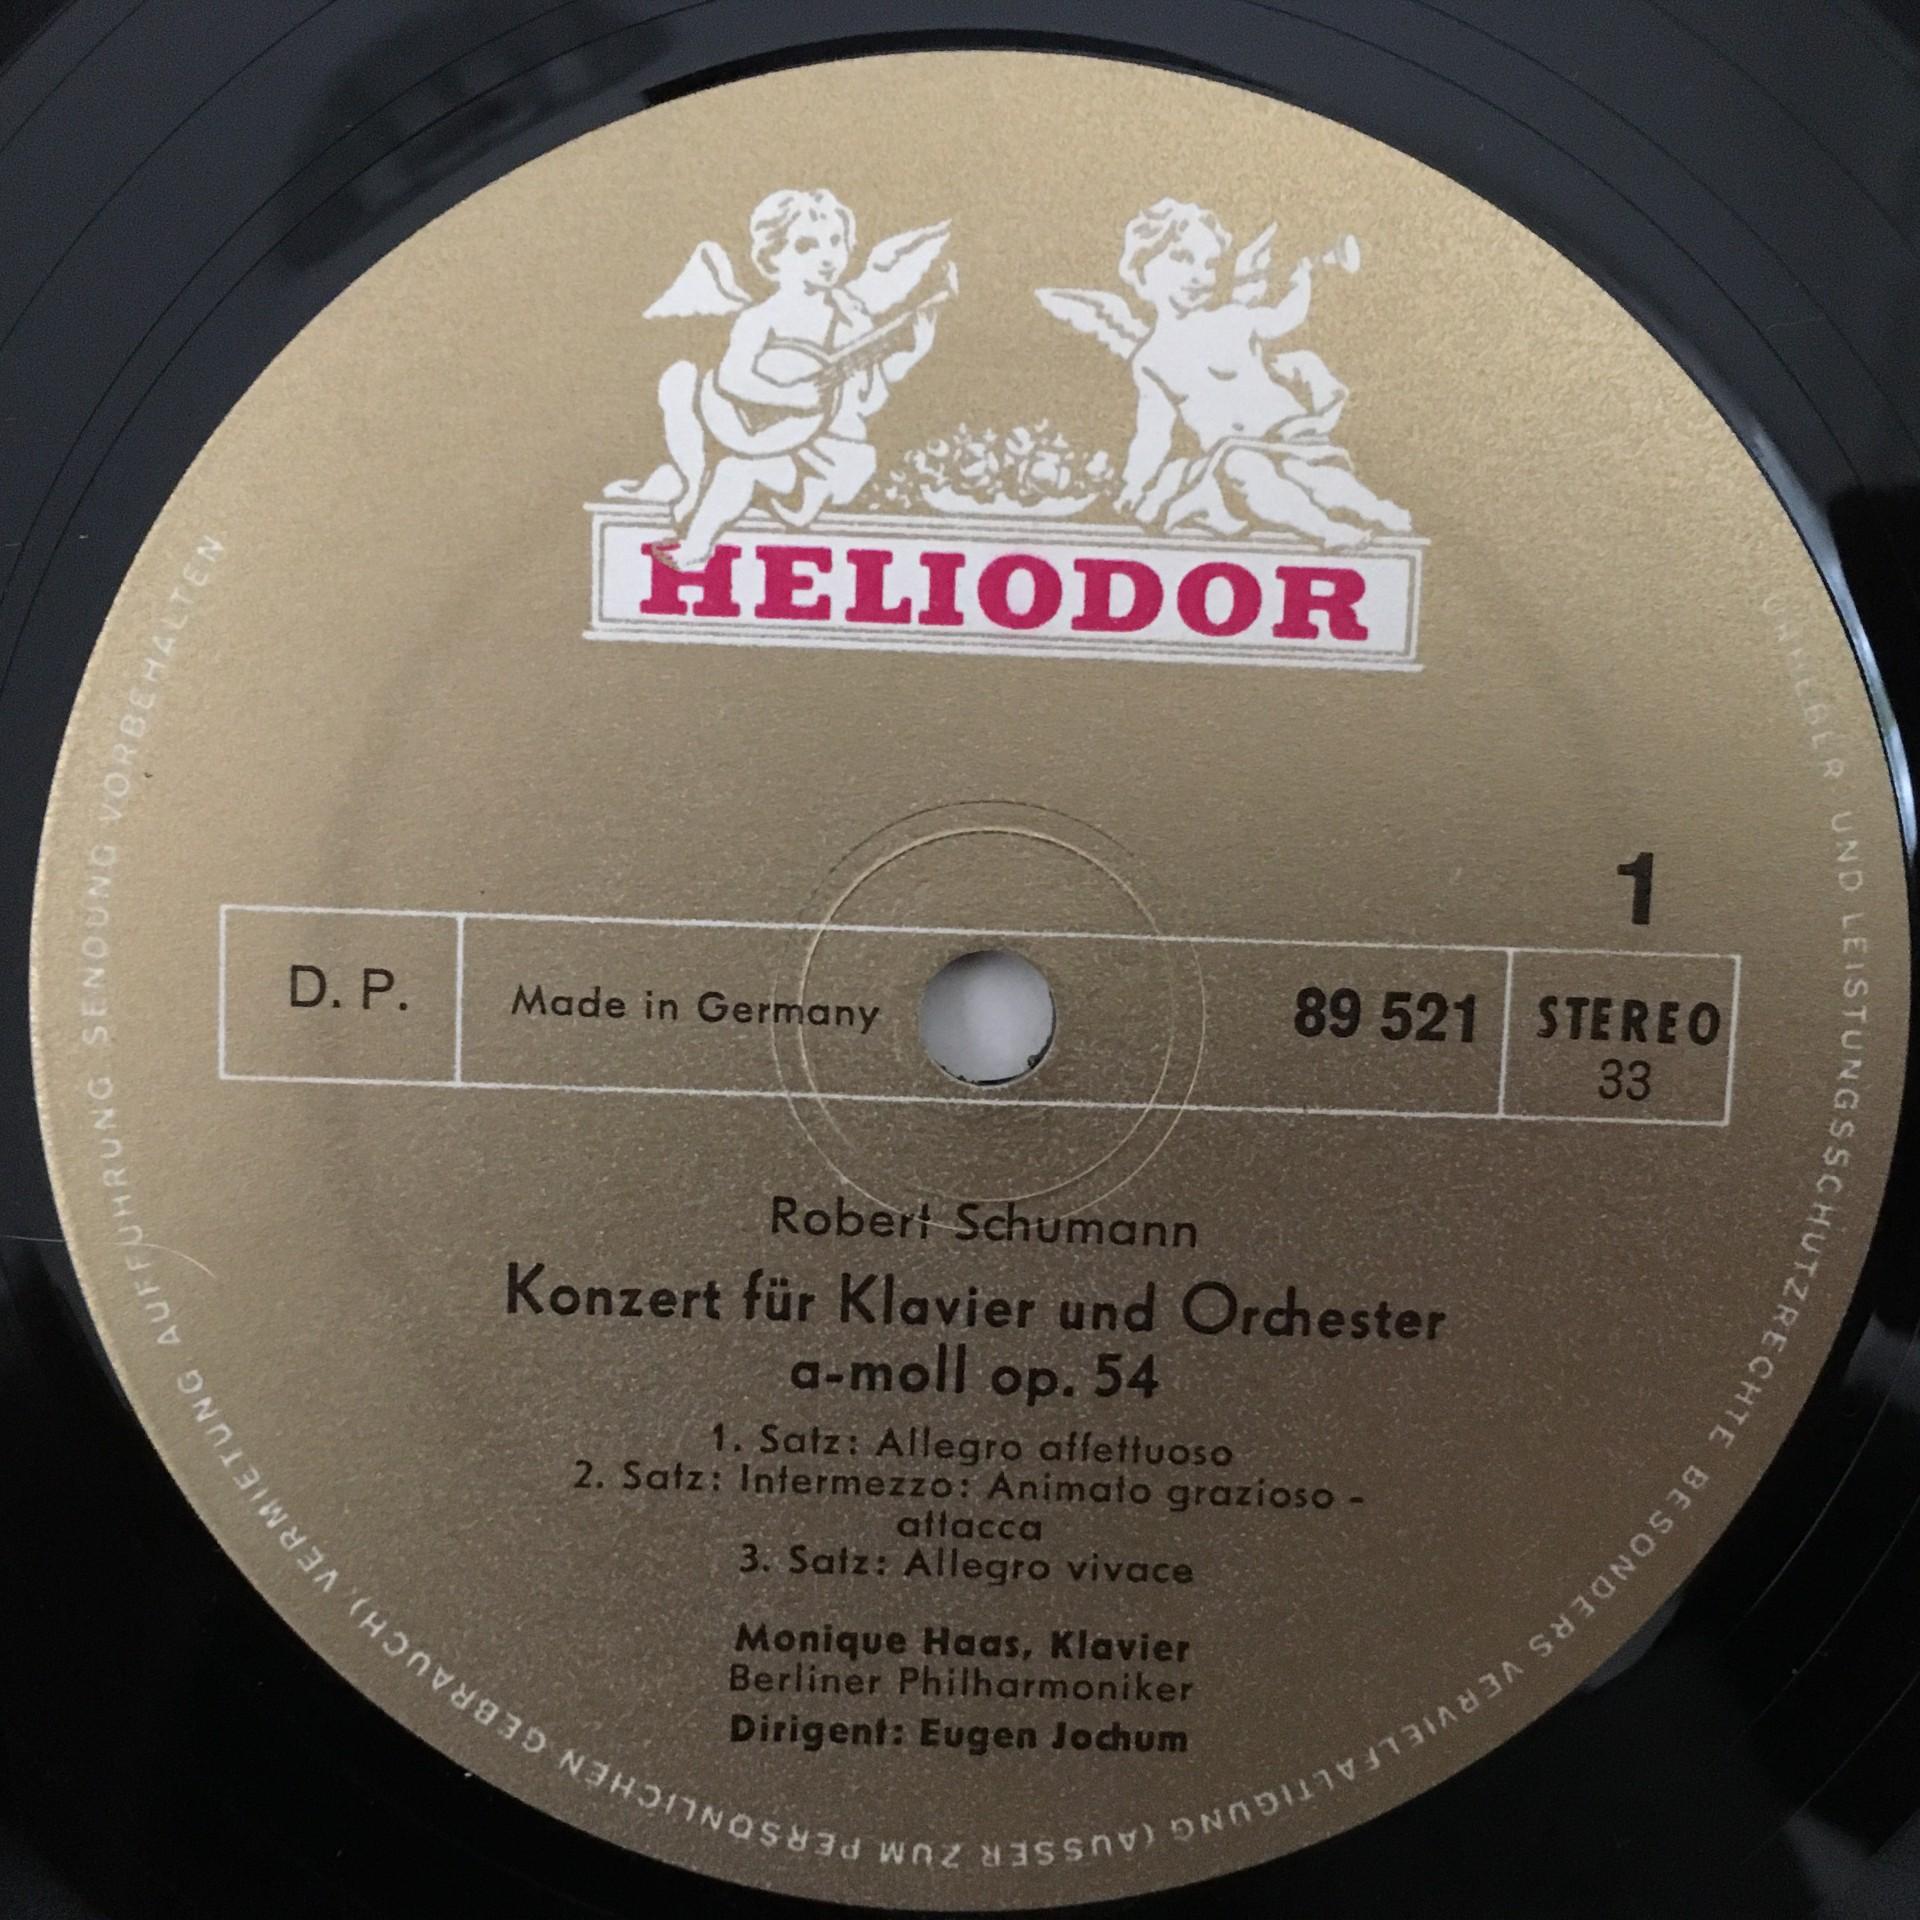 HELIODOR
1
D. P.
Made in Germany
89 521
STEREO
33
Robert Schumann
Konzert für Klavier und Orchester
a-moll op. 54
1. Satz: Allegro affettuoso
2. Satz: Intermezzo: Animato grazioso -
attacca
3. Satz: Allegro vivace
Monique Haas, Klavier
Berliner Philharmoniker
Dirigent: Eugen Jochum
URHEBER- UND LEISTUNGSSCHUTZRECHTE BESONDERS VERVIELFÄLTIGUNG (AUSSER ZUM PERSÖNLICHEN GEBRAUCH), VERMIETUNG AUFFÜHRUNG SENDUNG VORBEHALTEN